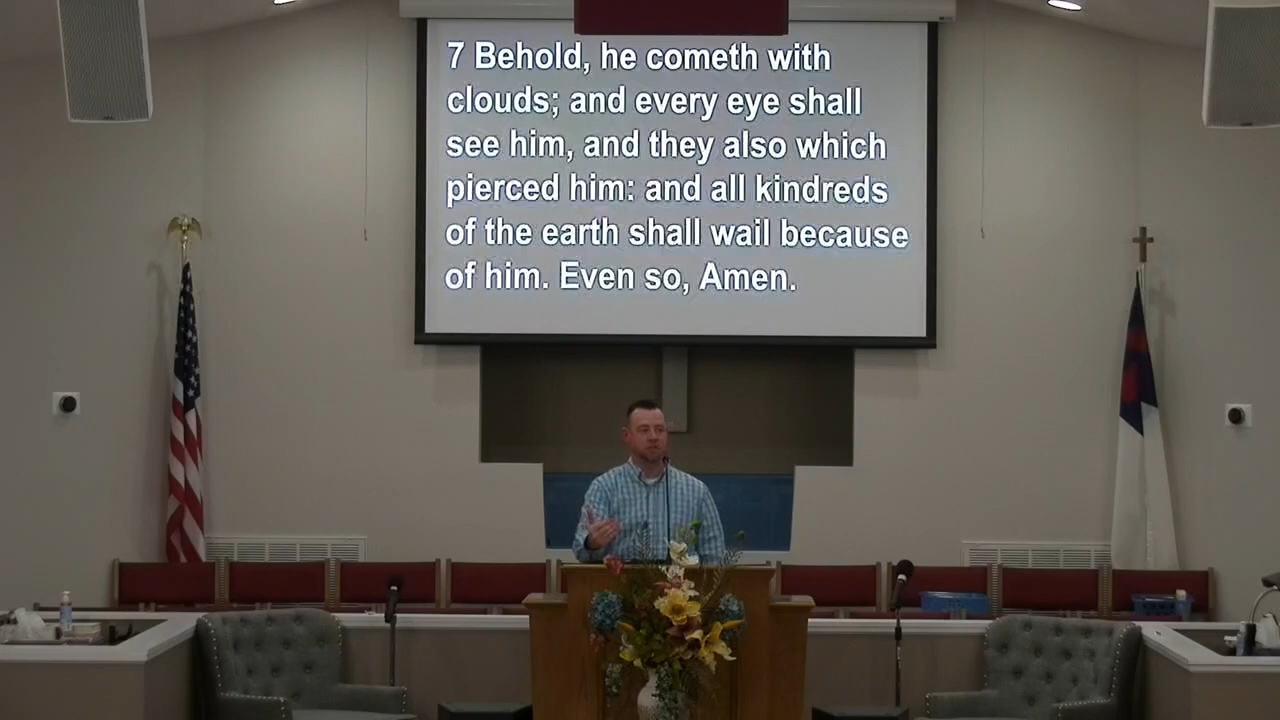 7 Behold, he cometh with
clouds; and every eye shall
see him, and they also which
pierced him: and all kindreds
of the earth shall wail because
of him. Even so, Amen.